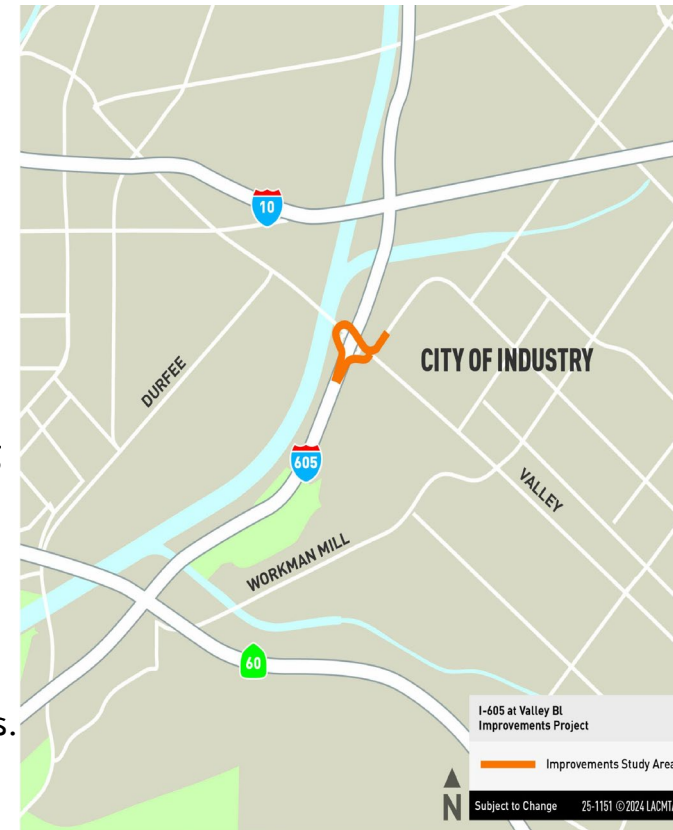 10
CITY OF INDUSTRY
DURFEE
605
VALLEY
WORKMAN MILL
60
s.
I-605 at Valley Bl
Improvements Project
Improvements Study Area
N
Subject to Change 25-1151 ©2024 LACMTA